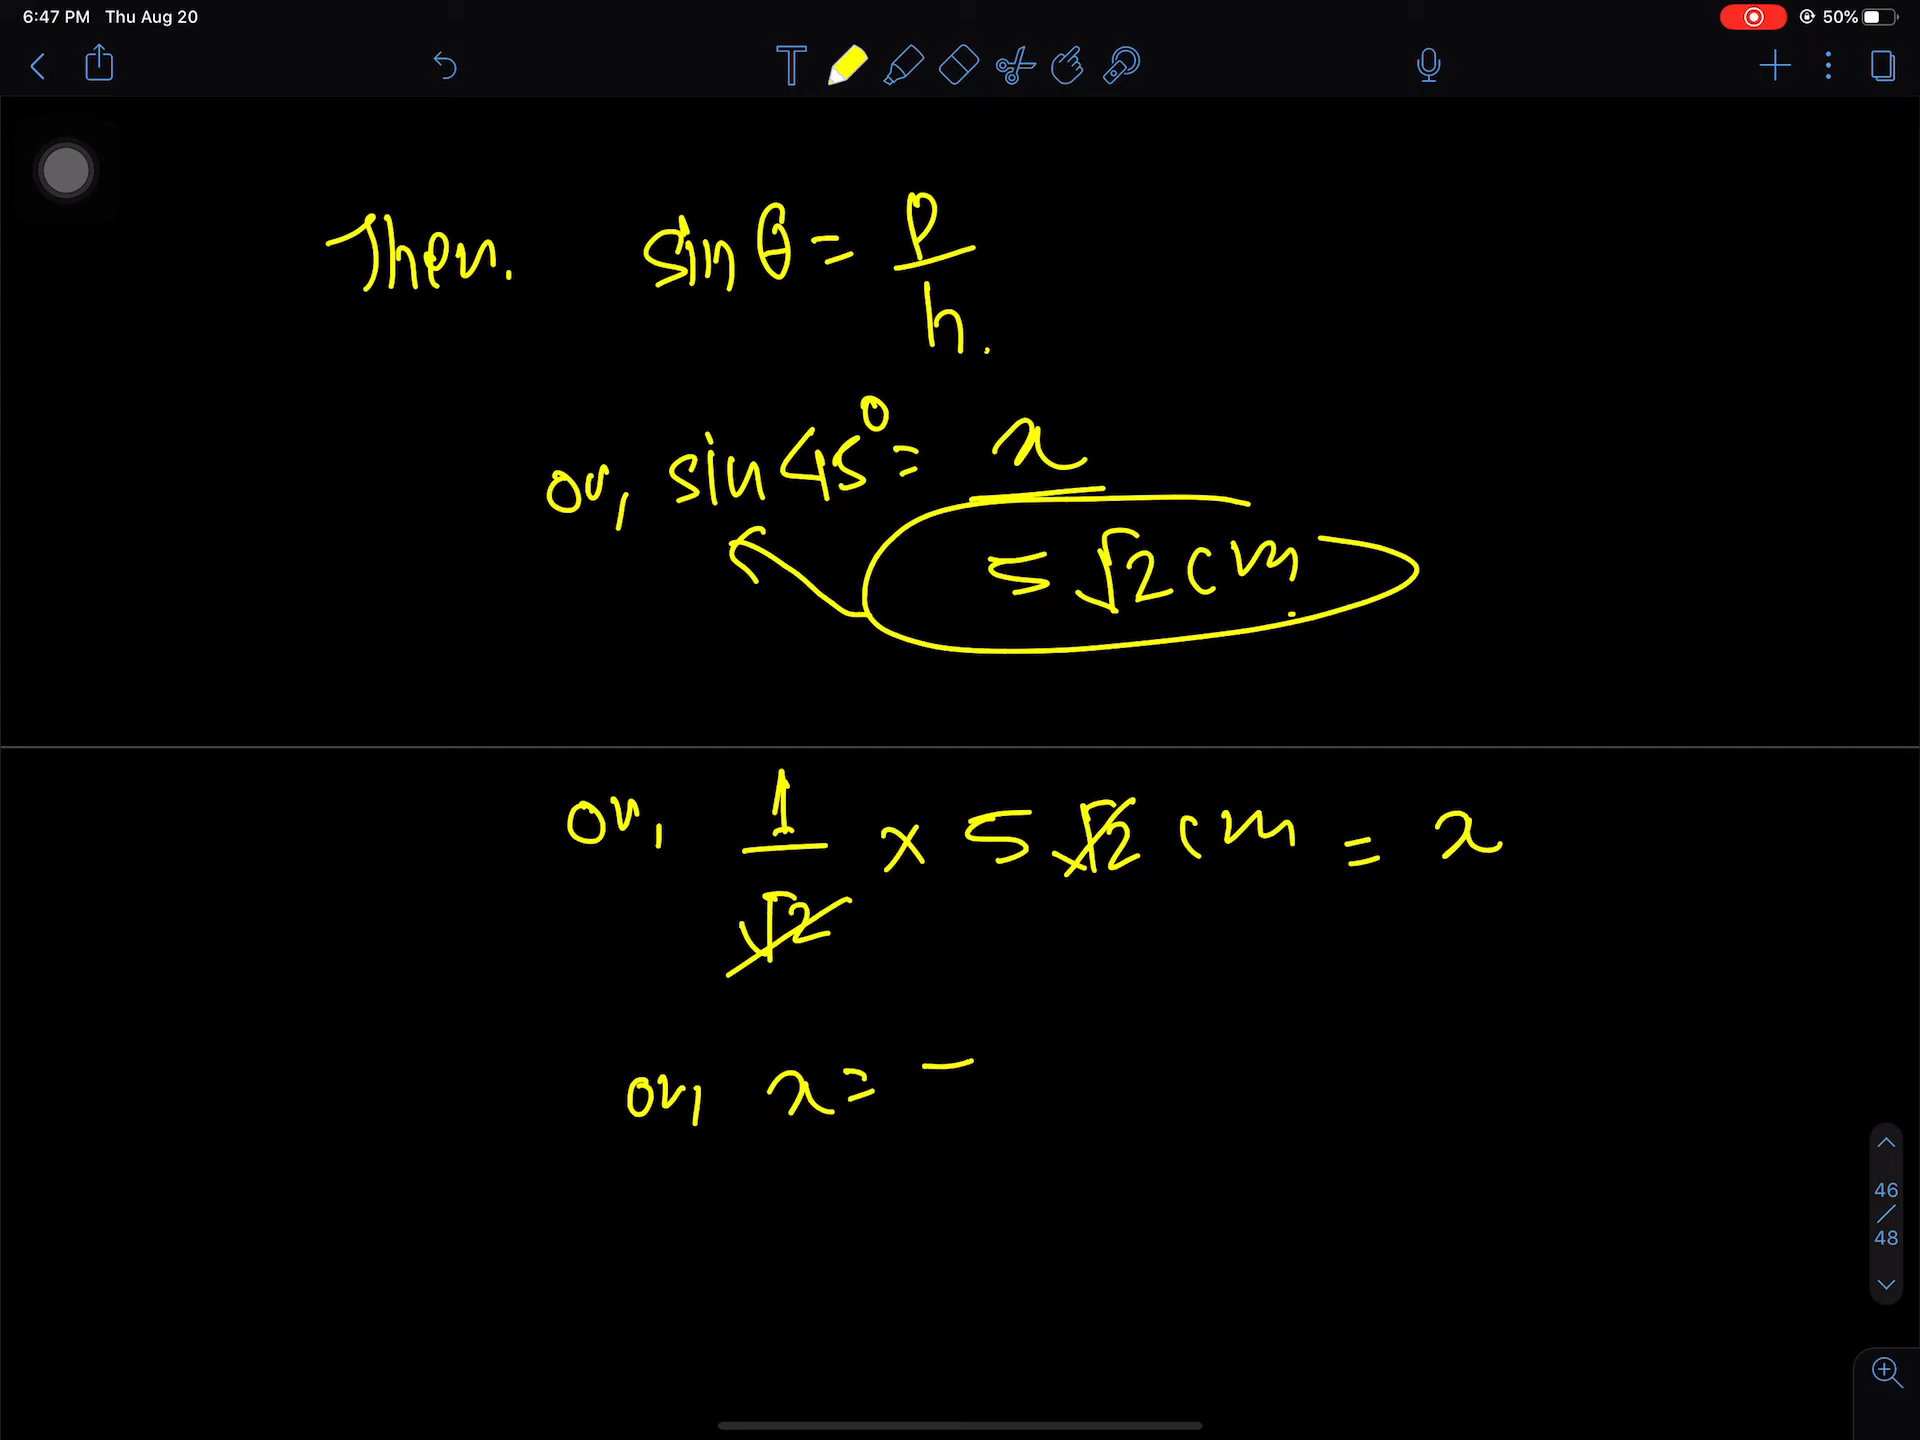 6:47 PM Thu Aug 20
50%
T
Then. sin θ = p/h.
or, sin 45⁰ = x / 5 √2 cm.
or, 1/√2 × 5 √2 cm = x
or, x =
46
/
48